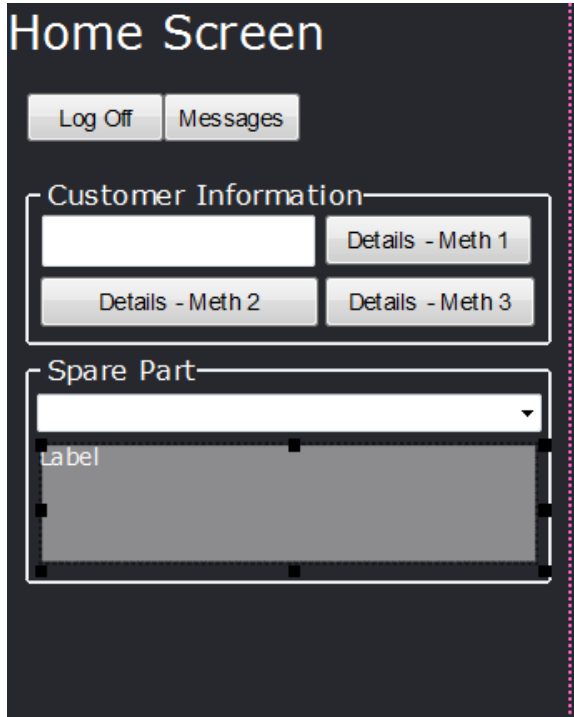 Home Screen
Log Off Messages
Customer Information
Details - Meth 1
Details - Meth 2 Details - Meth 3
Spare Part
Label